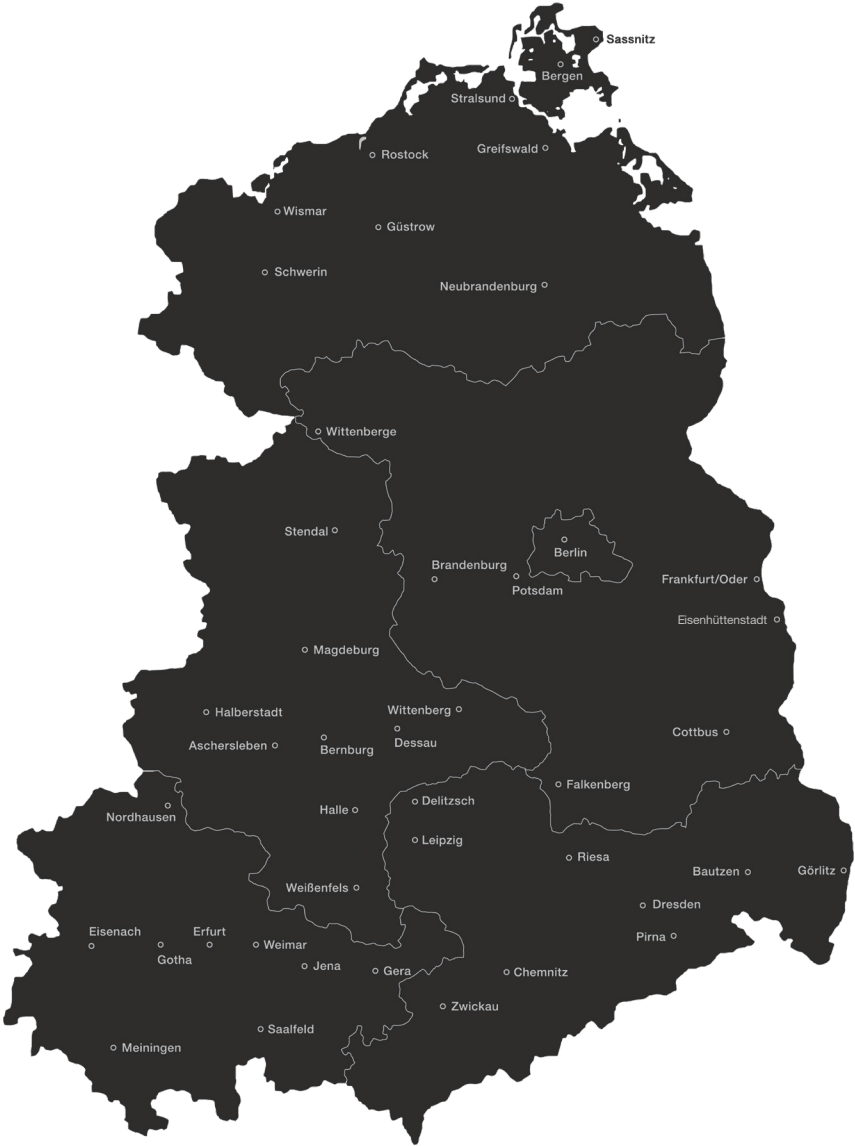 Sassnitz
Bergen
Stralsund
Greifswald
Rostock
Wismar
Güstrow
Schwerin
Neubrandenburg
Wittenberge
Stendal
Berlin
Brandenburg
Frankfurt/Oder
Potsdam
Eisenhüttenstadt
Magdeburg
Halberstadt
Wittenberg
Cottbus
Aschersleben
Bernburg
Dessau
Falkenberg
Delitzsch
Nordhausen
Halle
Leipzig
Riesa
Bautzen
Görlitz
Weißenfels
Dresden
Eisenach
Erfurt
Pirna
Weimar
Gotha
Jena
Gera
Chemnitz
Zwickau
Saalfeld
Meiningen